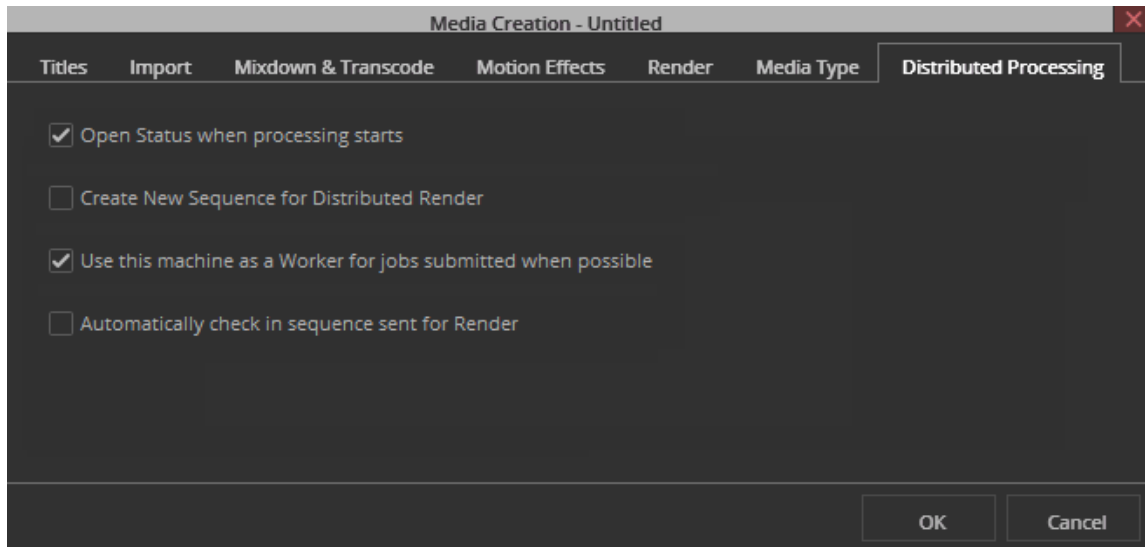 Media Creation - Untitled
Titles Import Mixdown & Transcode Motion Effects Render Media Type Distributed Processing
Open Status when processing starts
Create New Sequence for Distributed Render
Use this machine as a Worker for jobs submitted when possible
Automatically check in sequence sent for Render
OK Cancel